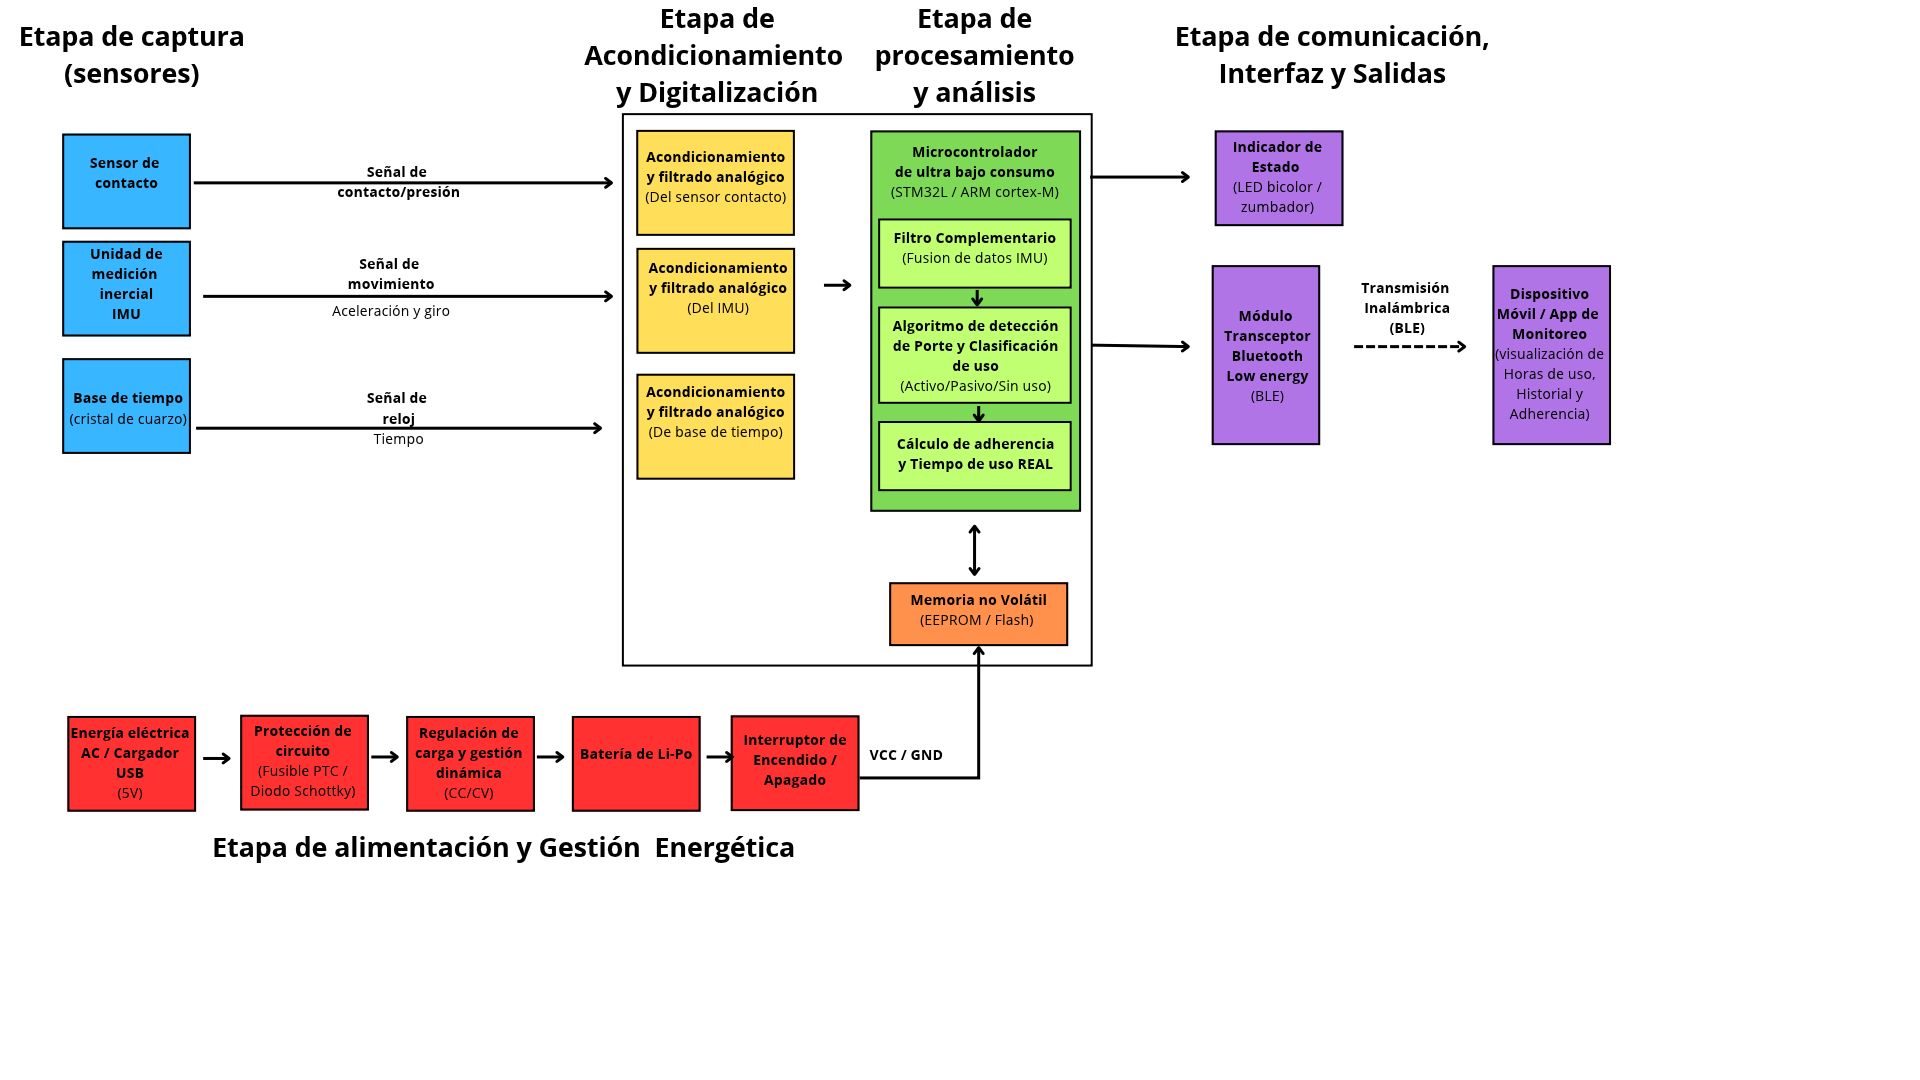 Etapa de captura
(sensores)
Etapa de
Acondicionamiento
y Digitalización
Etapa de
procesamiento
y análisis
Etapa de comunicación,
Interfaz y Salidas
Sensor de
contacto
Señal de
contacto/presión
Acondicionamiento
y filtrado analógico
(Del sensor contacto)
Microcontrolador
de ultra bajo consumo
(STM32L / ARM cortex-M)
Indicador de
Estado
(LED bicolor /
zumbador)
Unidad de
medición
inercial
IMU
Señal de
movimiento
Aceleración y giro
Acondicionamiento
y filtrado analógico
(Del IMU)
Filtro Complementario
(Fusion de datos IMU)
Algoritmo de detección
de Porte y Clasificación
de uso
(Activo/Pasivo/Sin uso)
Módulo
Transceptor
Bluetooth
Low energy
(BLE)
Transmisión
Inalámbrica
(BLE)
Dispositivo
Móvil / App de
Monitoreo
(visualización de
Horas de uso,
Historial y
Adherencia)
Base de tiempo
(cristal de cuarzo)
Señal de
reloj
Tiempo
Acondicionamiento
y filtrado analógico
(De base de tiempo)
Cálculo de adherencia
y Tiempo de uso REAL
Memoria no Volátil
(EEPROM / Flash)
Energía eléctrica
AC / Cargador
USB
(5V)
Protección de
circuito
(Fusible PTC /
Diodo Schottky)
Regulación de
carga y gestión
dinámica
(CC/CV)
Batería de Li-Po
Interruptor de
Encendido /
Apagado
VCC / GND
Etapa de alimentación y Gestión  Energética